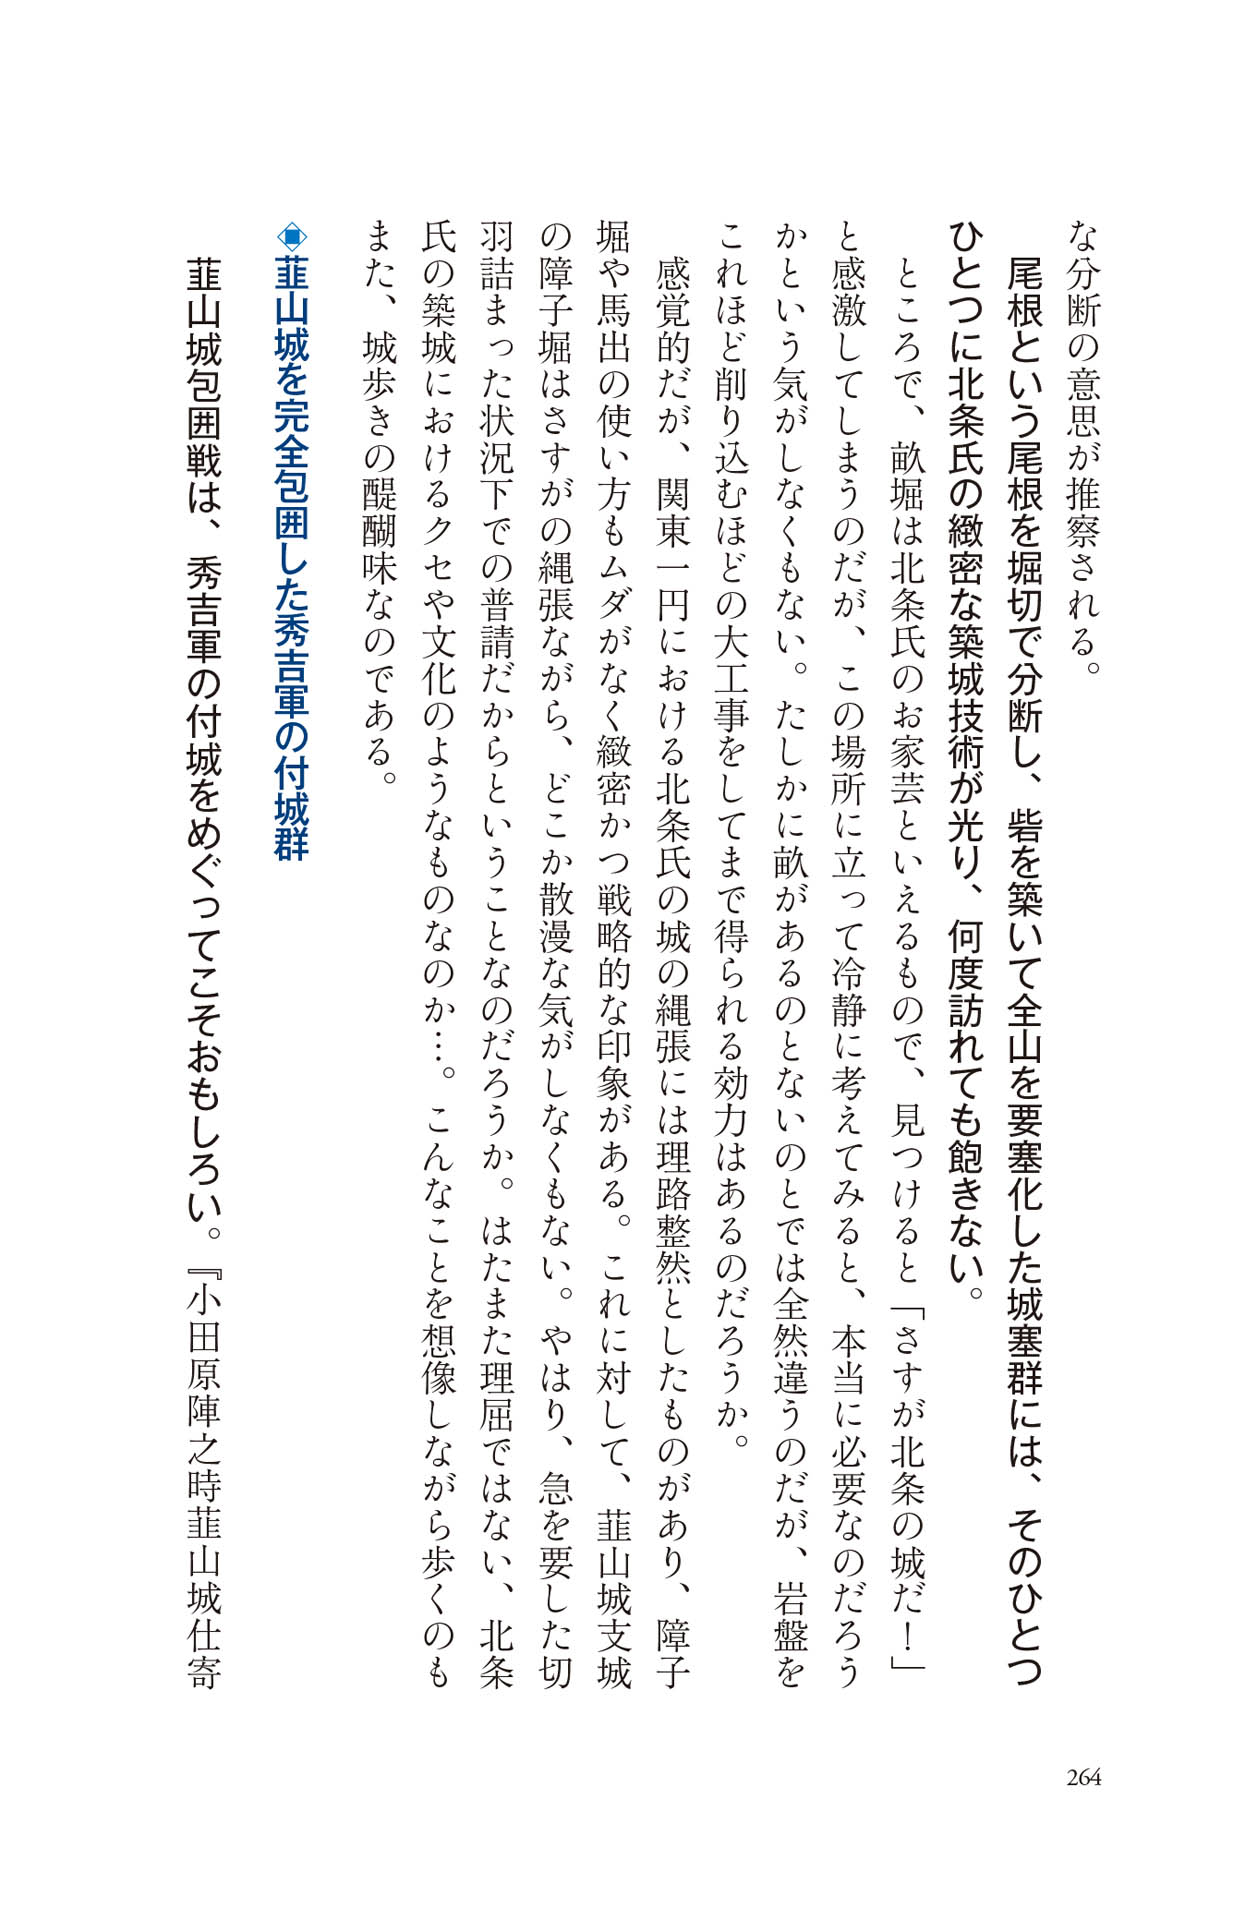 な分断の意思が推察される。
尾根という尾根を堀切で分断し、砦を築いて全山を要塞化した城塞群には、そのひとつ
ひとつに北条氏の緻密な築城技術が光り、何度訪れても飽きない。
ところで、畝堀は北条氏のお家芸といえるもので、見つけると「さすが北条の城だ！」
と感激してしまうのだが、この場所に立って冷静に考えてみると、本当に必要なのだろう
かという気がしなくもない。たしかに畝があるのとないのとでは全然違うのだが、岩盤を
これほど削り込むほどの大工事をしてまで得られる効力はあるのだろうか。
感覚的だが、関東一円における北条氏の城の縄張には理路整然としたものがあり、障子
堀や馬出の使い方もムダがなく緻密かつ戦略的な印象がある。これに対して、韮山城支城
の障子堀はさすがの縄張ながら、どこか散漫な気がしなくもない。やはり、急を要した切
羽詰まった状況下での普請だからということなのだろうか。はたまた理屈ではない、北条
氏の築城におけるクセや文化のようなものなのか…。こんなことを想像しながら歩くのも
また、城歩きの醍醐味なのである。
◈韮山城を完全包囲した秀吉軍の付城群
韮山城包囲戦は、秀吉軍の付城をめぐってこそおもしろい。『小田原陣之時韮山城仕寄
264